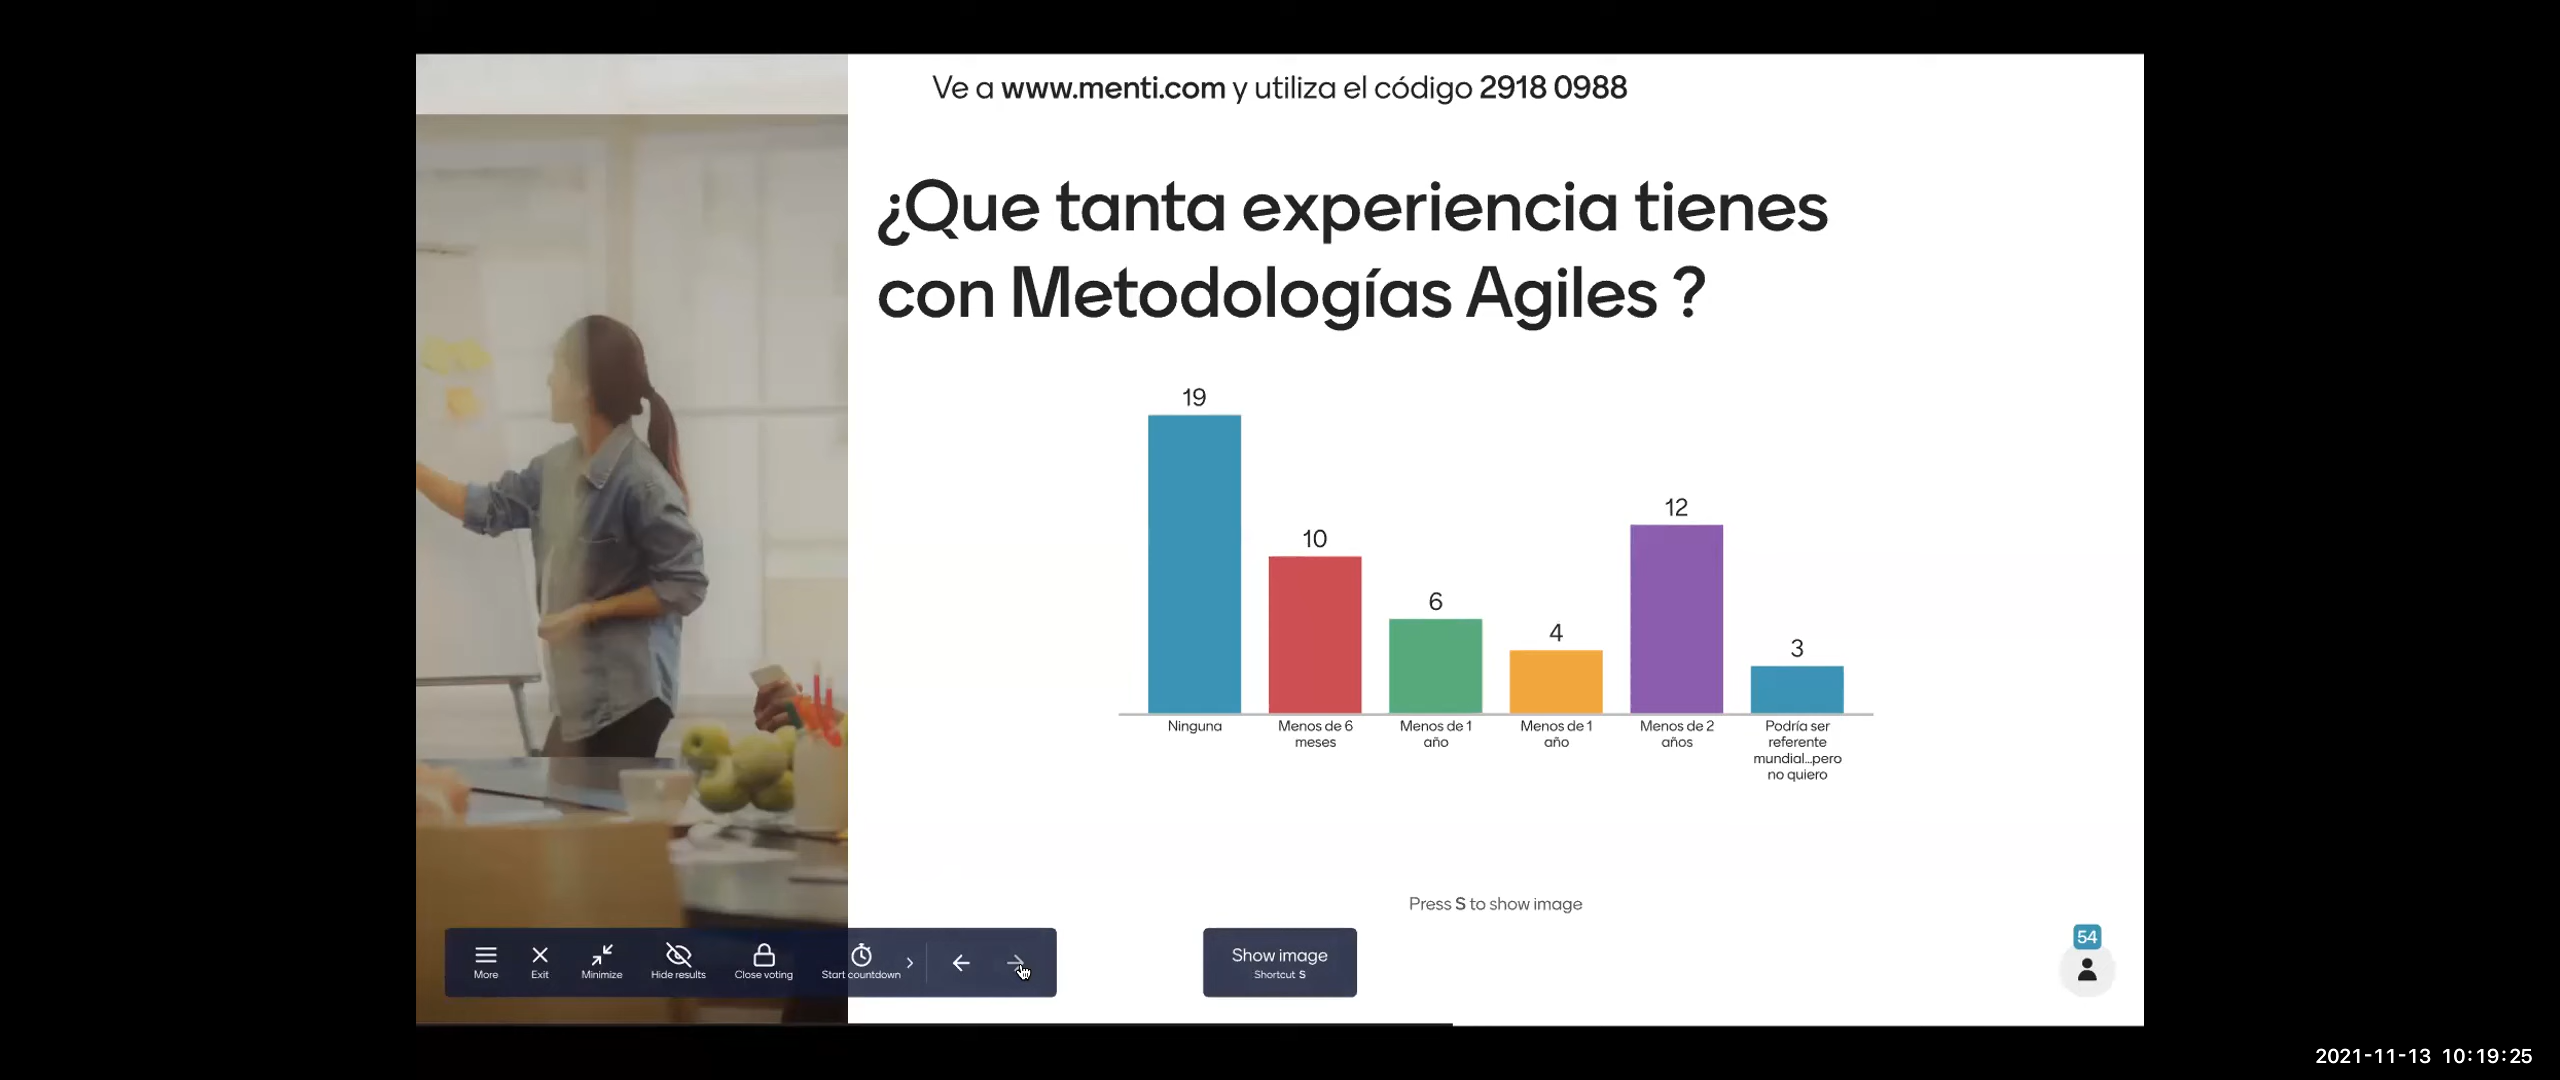 Ve a www.menti.com y utiliza el código 2918 0988
¿Que tanta experiencia tienes
con Metodologías Agiles ?
19
10
6
4
12
3
Ninguna
Menos de 6
meses
Menos de 1
año
Menos de 1
año
Menos de 2
años
Podría ser
referente
mundial...pero
no quiero
Press S to show image
More
Exit
Minimize
Hide results
Close voting
Start countdown
Show image
Shortcut S
54
2021-11-13 10:19:25